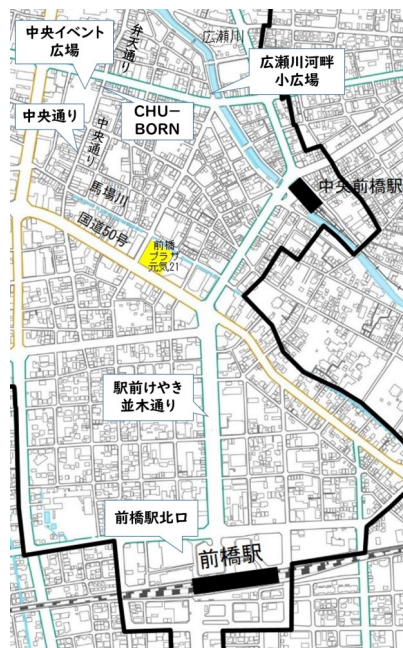 中央イベント
広場
弁天通り
広瀬川
広瀬川河畔
小広場
CHU－
BORN
中央通り
中央通り
中央前橋駅
馬場川
国道50号
前橋
プラザ
元気21
駅前けやき
並木通り
前橋駅北口
前橋駅